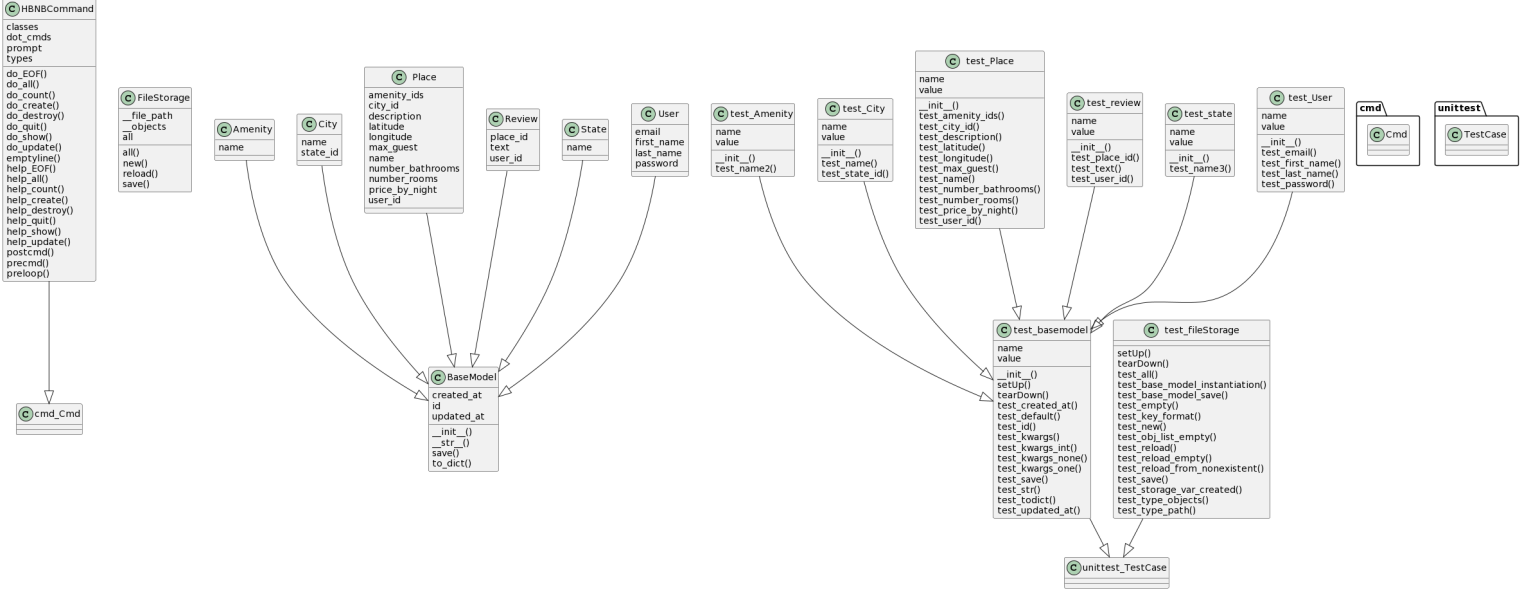 HBNBCommand
classes
dot_cmds
prompt
types
do_EOF()
do_all()
do_count()
do_create()
do_destroy()
do_quit()
do_show()
do_update()
emptyline()
help_EOF()
help_all()
help_count()
help_create()
help_destroy()
help_quit()
help_show()
help_update()
postcmd()
precmd()
preloop()
FileStorage
__file_path
__objects
all
all()
new()
reload()
save()
Amenity
name
City
name
state_id
Place
amenity_ids
city_id
description
latitude
longitude
max_guest
name
number_bathrooms
number_rooms
price_by_night
user_id
Review
place_id
text
user_id
State
name
User
email
first_name
last_name
password
test_Amenity
name
value
__init__()
test_name2()
test_City
name
value
__init__()
test_name()
test_state_id()
test_Place
name
value
__init__()
test_amenity_ids()
test_city_id()
test_description()
test_latitude()
test_longitude()
test_max_guest()
test_name()
test_number_bathrooms()
test_number_rooms()
test_price_by_night()
test_user_id()
test_review
name
value
__init__()
test_place_id()
test_text()
test_user_id()
test_state
name
value
__init__()
test_name3()
test_User
name
value
__init__()
test_email()
test_first_name()
test_last_name()
test_password()
cmd
Cmd
unittest
TestCase
cmd_Cmd
BaseModel
created_at
id
updated_at
__init__()
__str__()
save()
to_dict()
test_basemodel
name
value
__init__()
setUp()
tearDown()
test_created_at()
test_default()
test_id()
test_kwargs()
test_kwargs_int()
test_kwargs_none()
test_kwargs_one()
test_save()
test_str()
test_todict()
test_updated_at()
test_fileStorage
setUp()
tearDown()
test_all()
test_base_model_instantiation()
test_base_model_save()
test_empty()
test_key_format()
test_new()
test_obj_list_empty()
test_reload()
test_reload_empty()
test_reload_from_nonexistent()
test_save()
test_storage_var_created()
test_type_objects()
test_type_path()
unittest_TestCase